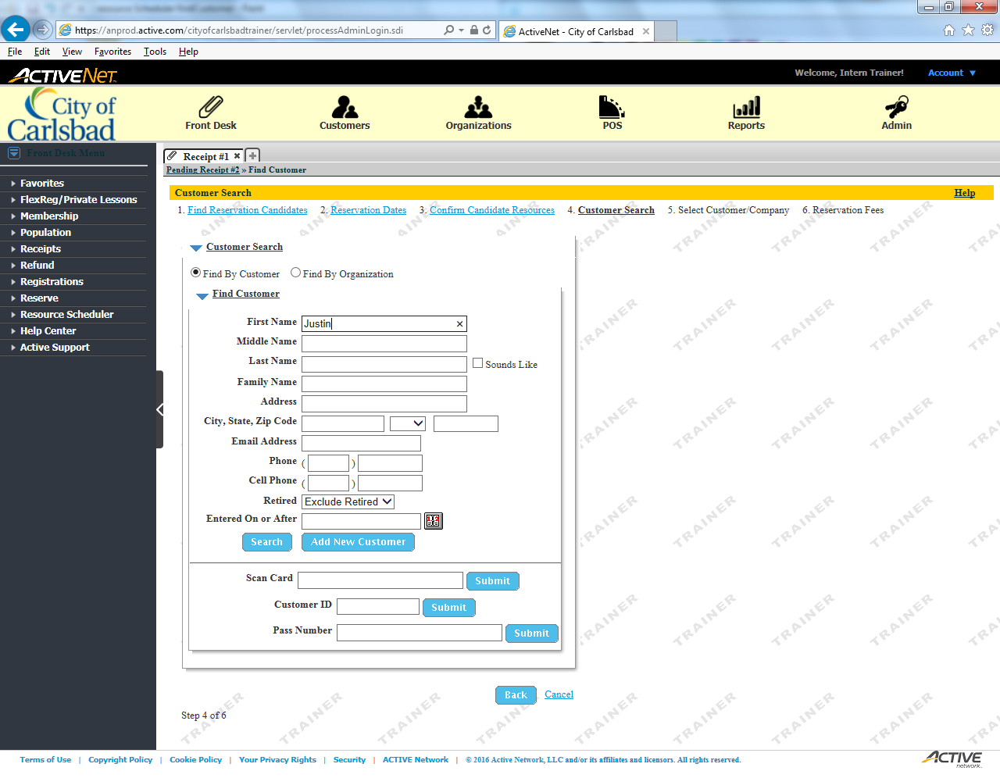 https://anprod.active.com/cityofcarlsbadtrainer/servlet/processAdminLogin.sdi
ActiveNet - City of Carlsbad
File Edit View Favorites Tools Help
ACTIVENET
Welcome, Intern Trainer! Account
City of Carlsbad
Front Desk
Customers
Organizations
POS
Reports
Admin
Front Desk Menu
Favorites
FlexReg/Private Lessons
Membership
Population
Receipts
Refund
Registrations
Reserve
Resource Scheduler
Help Center
Active Support
Receipt #1
Pending Receipt #2 » Find Customer
Customer Search Help
1. Find Reservation Candidates 2. Reservation Dates 3. Confirm Candidate Resources 4. Customer Search 5. Select Customer/Company 6. Reservation Fees
Customer Search
Find By Customer Find By Organization
Find Customer
First Name Justin
Middle Name
Last Name Sounds Like
Family Name
Address
City, State, Zip Code
Email Address
Phone ( )
Cell Phone ( )
Retired Exclude Retired
Entered On or After
Search Add New Customer
Scan Card Submit
Customer ID Submit
Pass Number Submit
Back Cancel
Step 4 of 6
TRAINER
Terms of Use | Copyright Policy | Cookie Policy | Your Privacy Rights | Security | ACTIVE Network | © 2016 Active Network, LLC and/or its affiliates and licensors. All rights reserved.
ACTIVE network